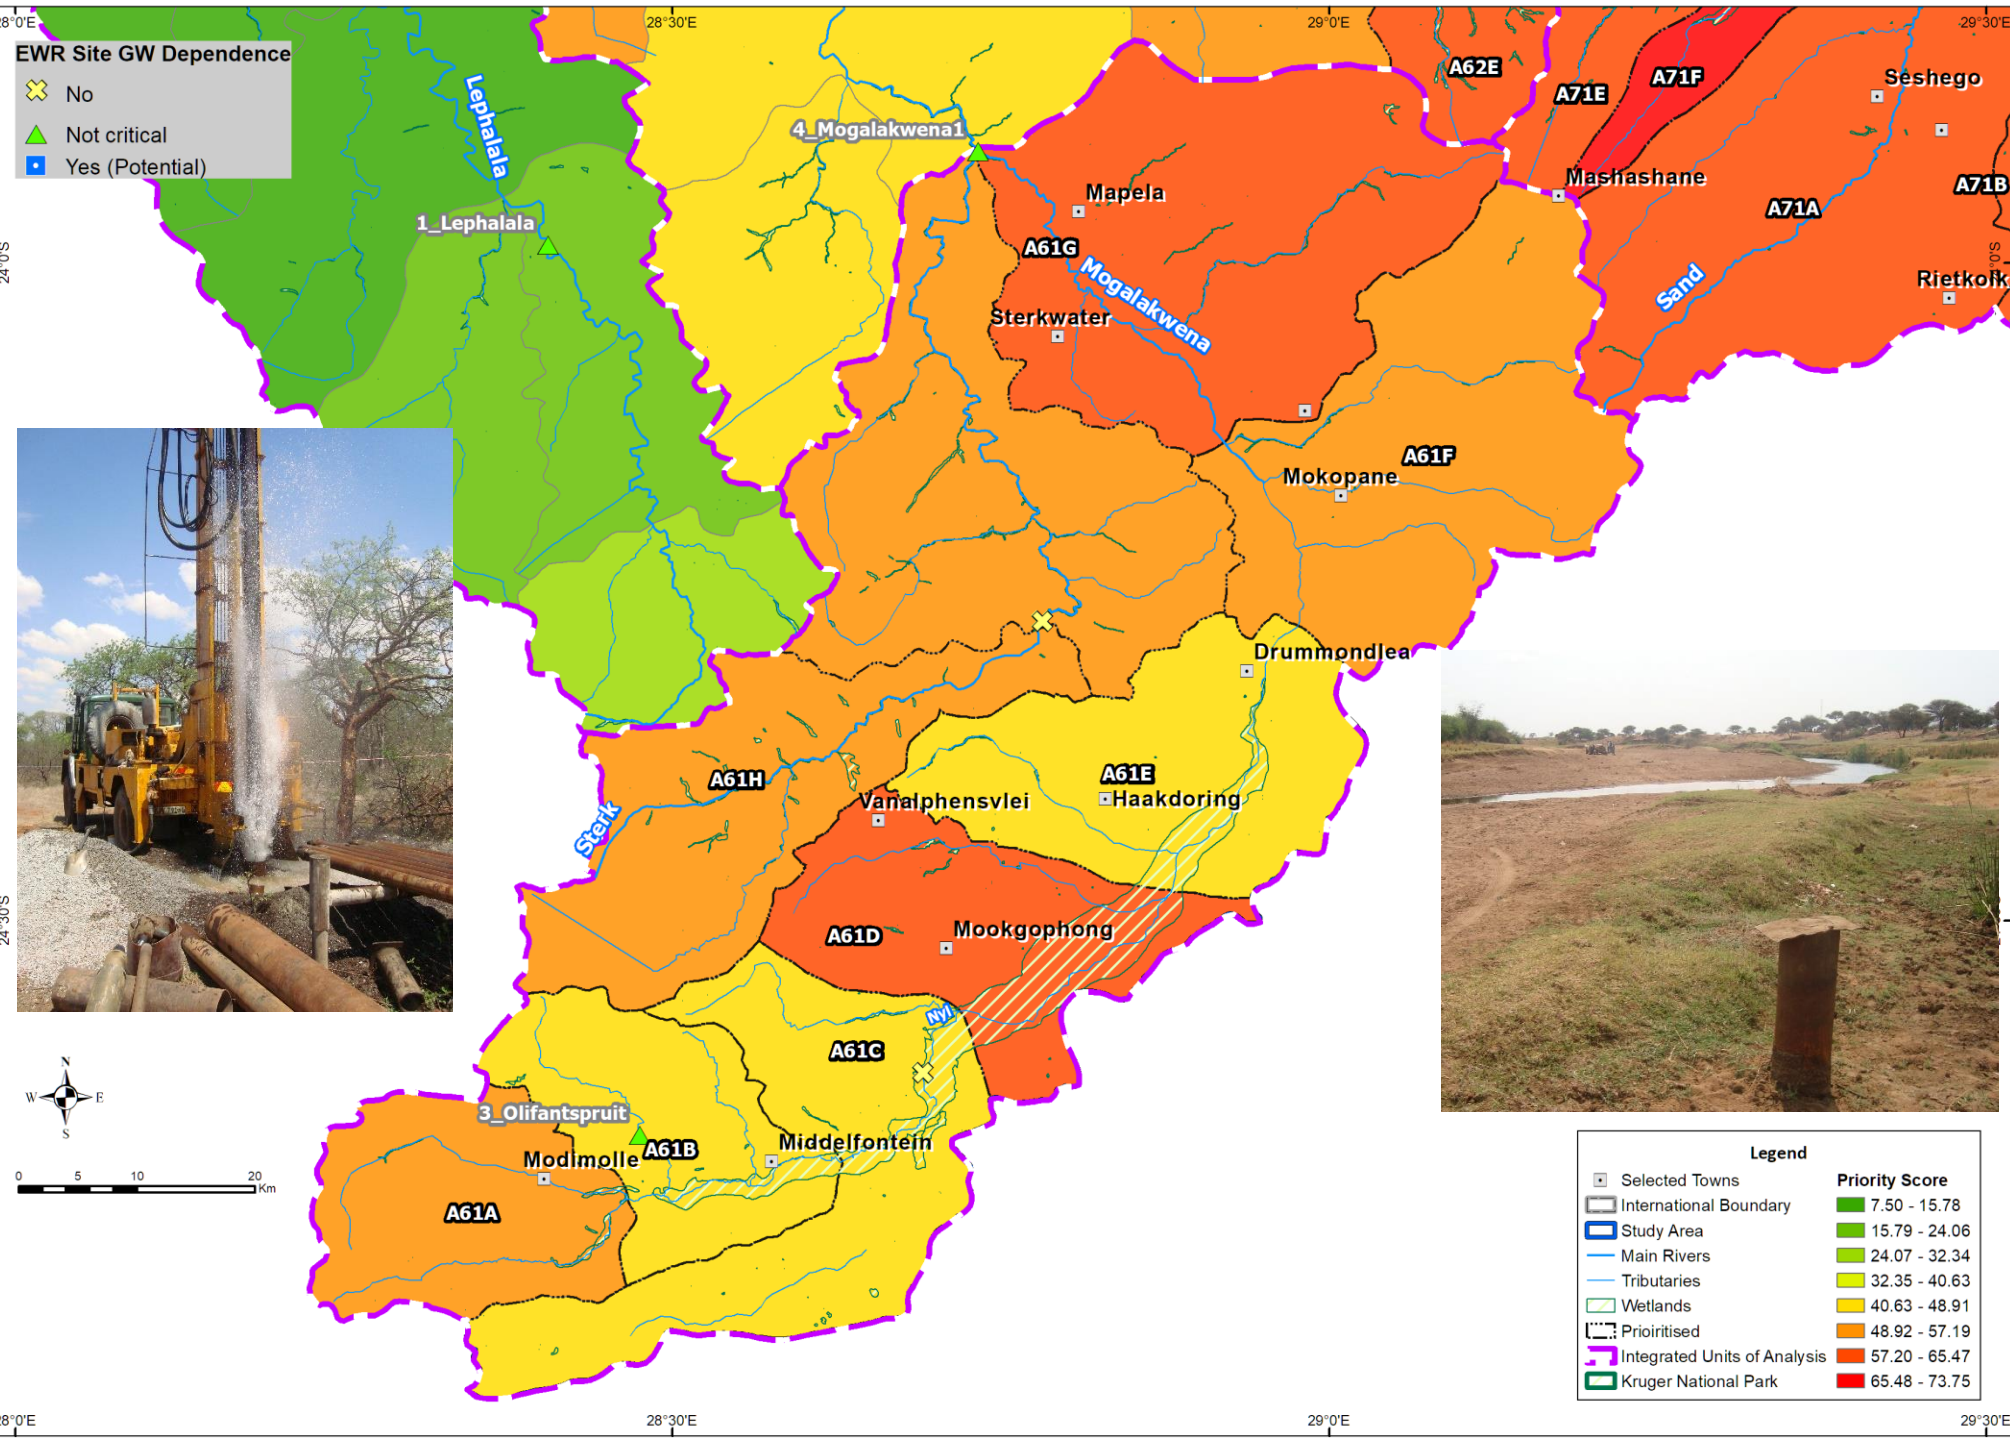 28°0'E
28°30'E
29°0'E
29°30'E
EWR Site GW Dependence
No
Not critical
Yes (Potential)
Lephalala
4_Mogalakwena1
1_Lephalala
A62E
A71E
A71F
Seshego
Mashashane
A71B
A71A
Mapela
A61G
Mogalakwena
Sterkwater
Sand
Rietkolk
24°0'S
0°S
A61F
Mokopane
Drummondlea
A61H
A61E
Haakdoring
Vanalphensvlei
Sterk
24°30'S
A61D
Mookgophong
Nyl
A61C
3_Olifantspruit
A61B
Middelfontein
Modimolle
A61A
N
W
E
S
0 5 10 20
Km
Legend
Selected Towns
International Boundary
Study Area
Main Rivers
Tributaries
Wetlands
Prioiritised
Integrated Units of Analysis
Kruger National Park
Priority Score
7.50 - 15.78
15.79 - 24.06
24.07 - 32.34
32.35 - 40.63
40.63 - 48.91
48.92 - 57.19
57.20 - 65.47
65.48 - 73.75
28°0'E
28°30'E
29°0'E
29°30'E